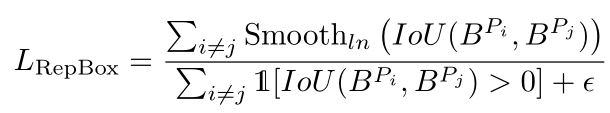 L_{\text{RepBox}} = \frac{\sum_{i \neq j} \text{Smooth}_{ln} \left( IoU(B^{P_i}, B^{P_j}) \right)}{\sum_{i \neq j} \mathbb{1}[IoU(B^{P_i}, B^{P_j}) > 0] + \epsilon}